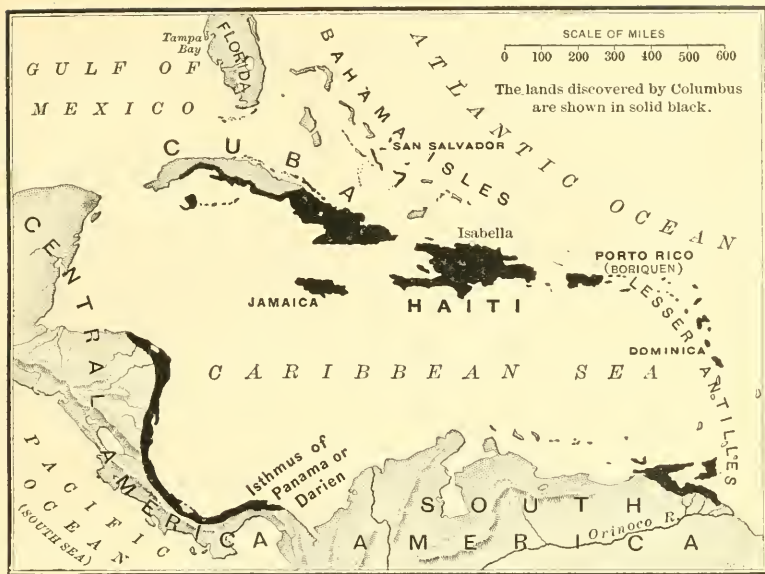 SCALE OF MILES
0 100 200 300 400 500 600
The lands discovered by Columbus
are shown in solid black.
Tampa
Bay
FLORIDA
GULF OF
MEXICO
BAHAMA ISLES
ATLANTIC OCEAN
SAN SALVADOR
CUBA
Isabella
PORTO RICO
(BORIQUEN)
JAMAICA
HAITI
LESSER ANTILLES
DOMINICA
CARIBBEAN SEA
CENTRAL AMERICA
PACIFIC
OCEAN
(SOUTH SEA)
Isthmus of
Panama or
Darien
SOUTH
AMERICA
Orinoco R.